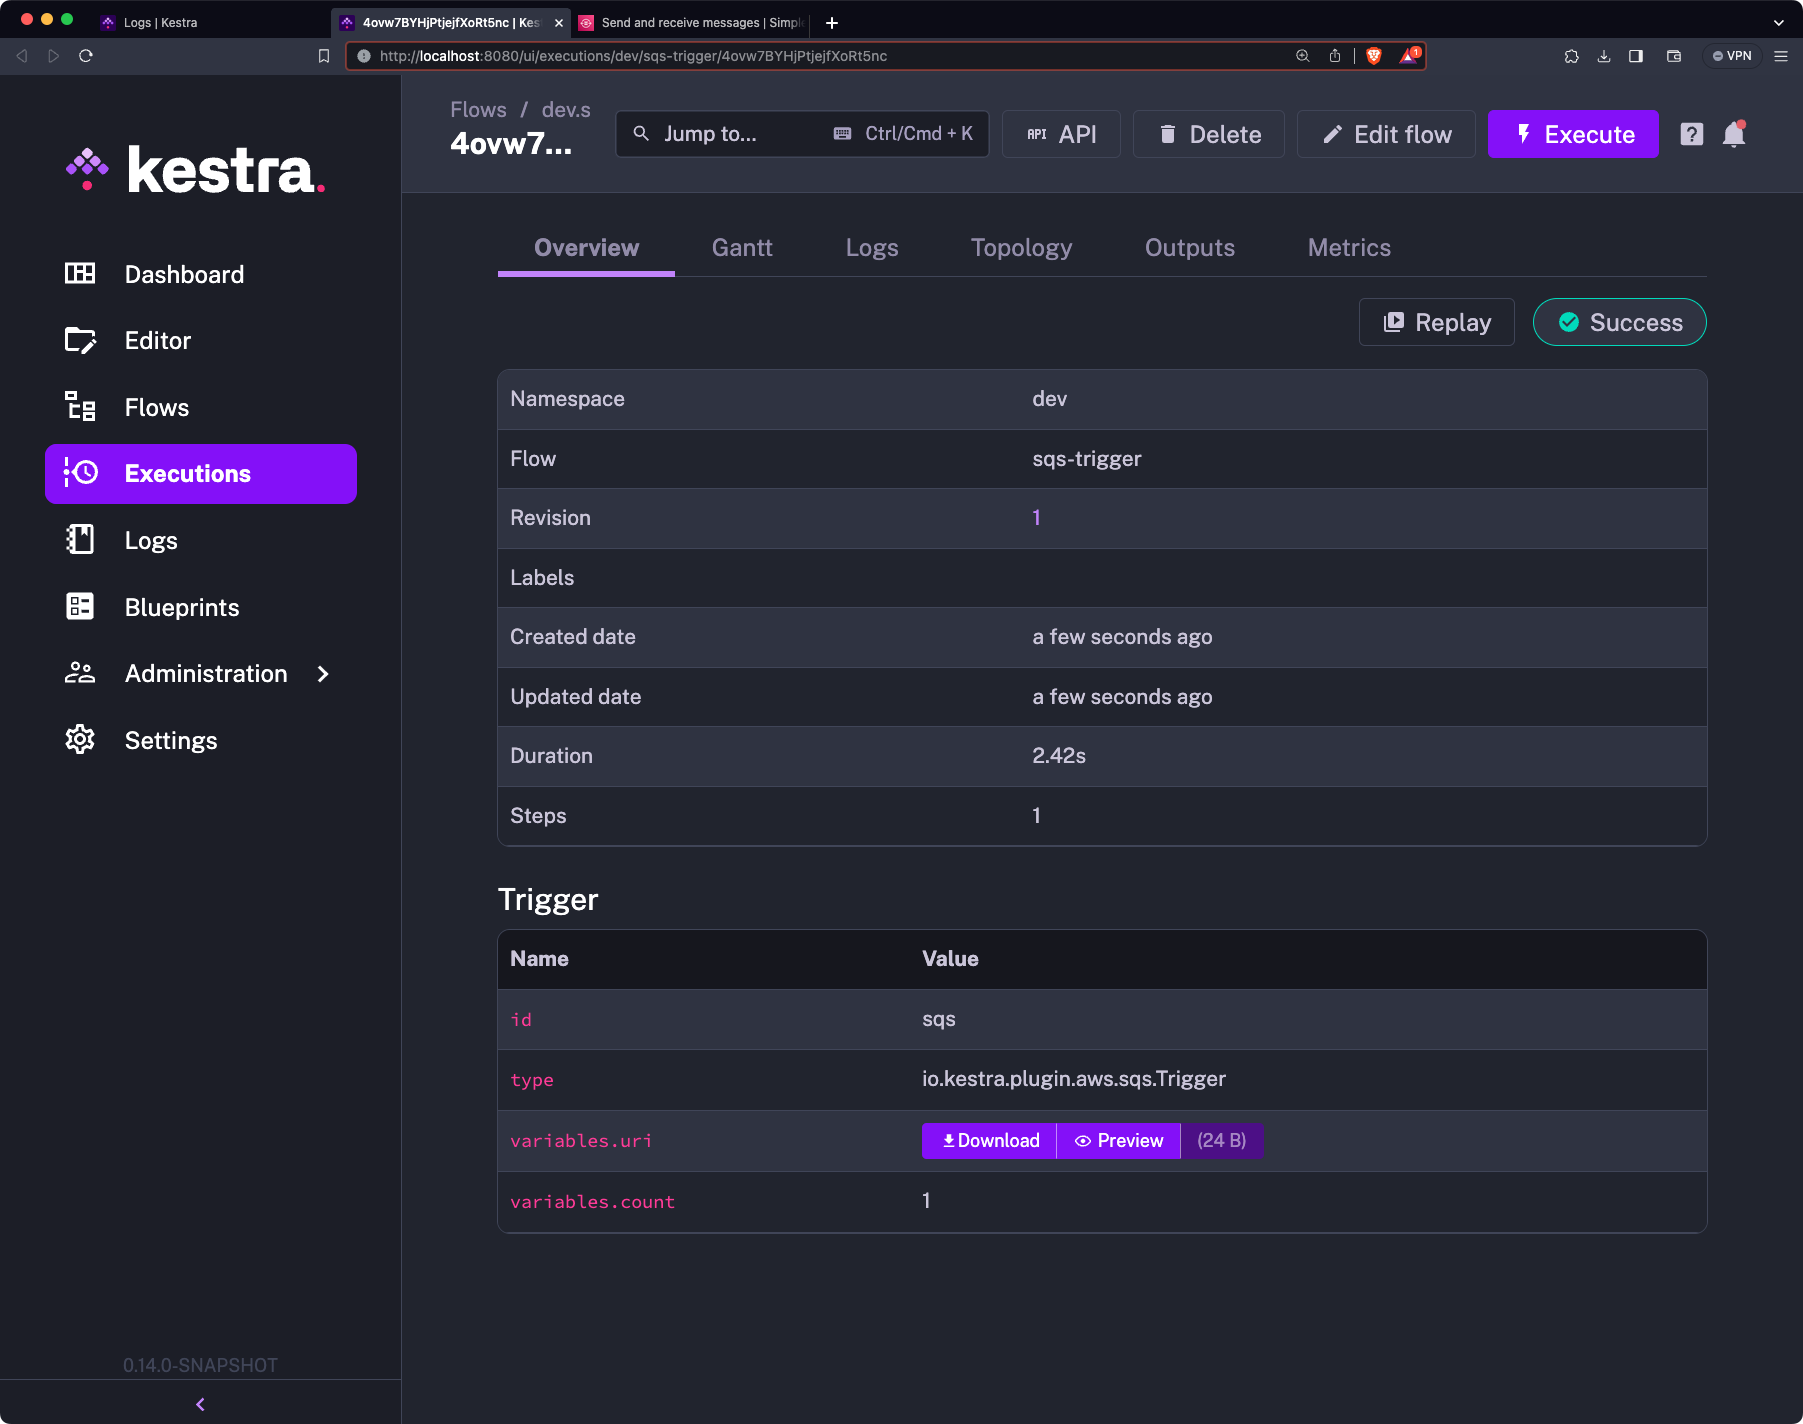 Logs | Kestra
4ovw7BYHjPtjejfXoRt5nc | Kes
Send and receive messages | Simple
http://localhost:8080/ui/executions/dev/sqs-trigger/4ovw7BYHjPtjejfXoRt5nc
1
VPN
kestra.
Dashboard
Editor
Flows
Executions
Logs
Blueprints
Administration
Settings
0.14.0-SNAPSHOT
Flows / dev.s
4ovw7...
Jump to...
Ctrl/Cmd + K
API API
Delete
Edit flow
Execute
Overview
Gantt
Logs
Topology
Outputs
Metrics
Replay
Success
Namespace dev
Flow sqs-trigger
Revision 1
Labels
Created date a few seconds ago
Updated date a few seconds ago
Duration 2.42s
Steps 1
Trigger
Name Value
id sqs
type io.kestra.plugin.aws.sqs.Trigger
variables.uri Download Preview (24 B)
variables.count 1